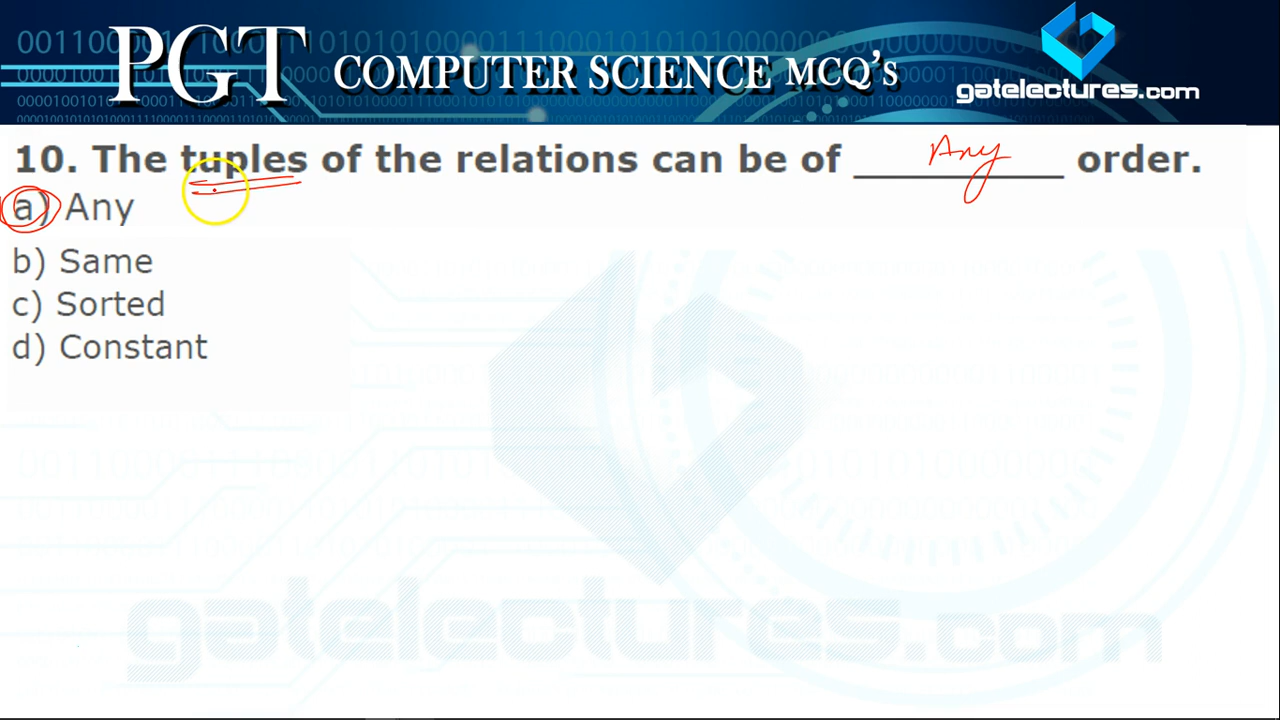 PGT COMPUTER SCIENCE MCQ'S
gatelectures.com
10. The tuples of the relations can be of __________ order.
Any
a) Any
b) Same
c) Sorted
d) Constant
gatelectures.com